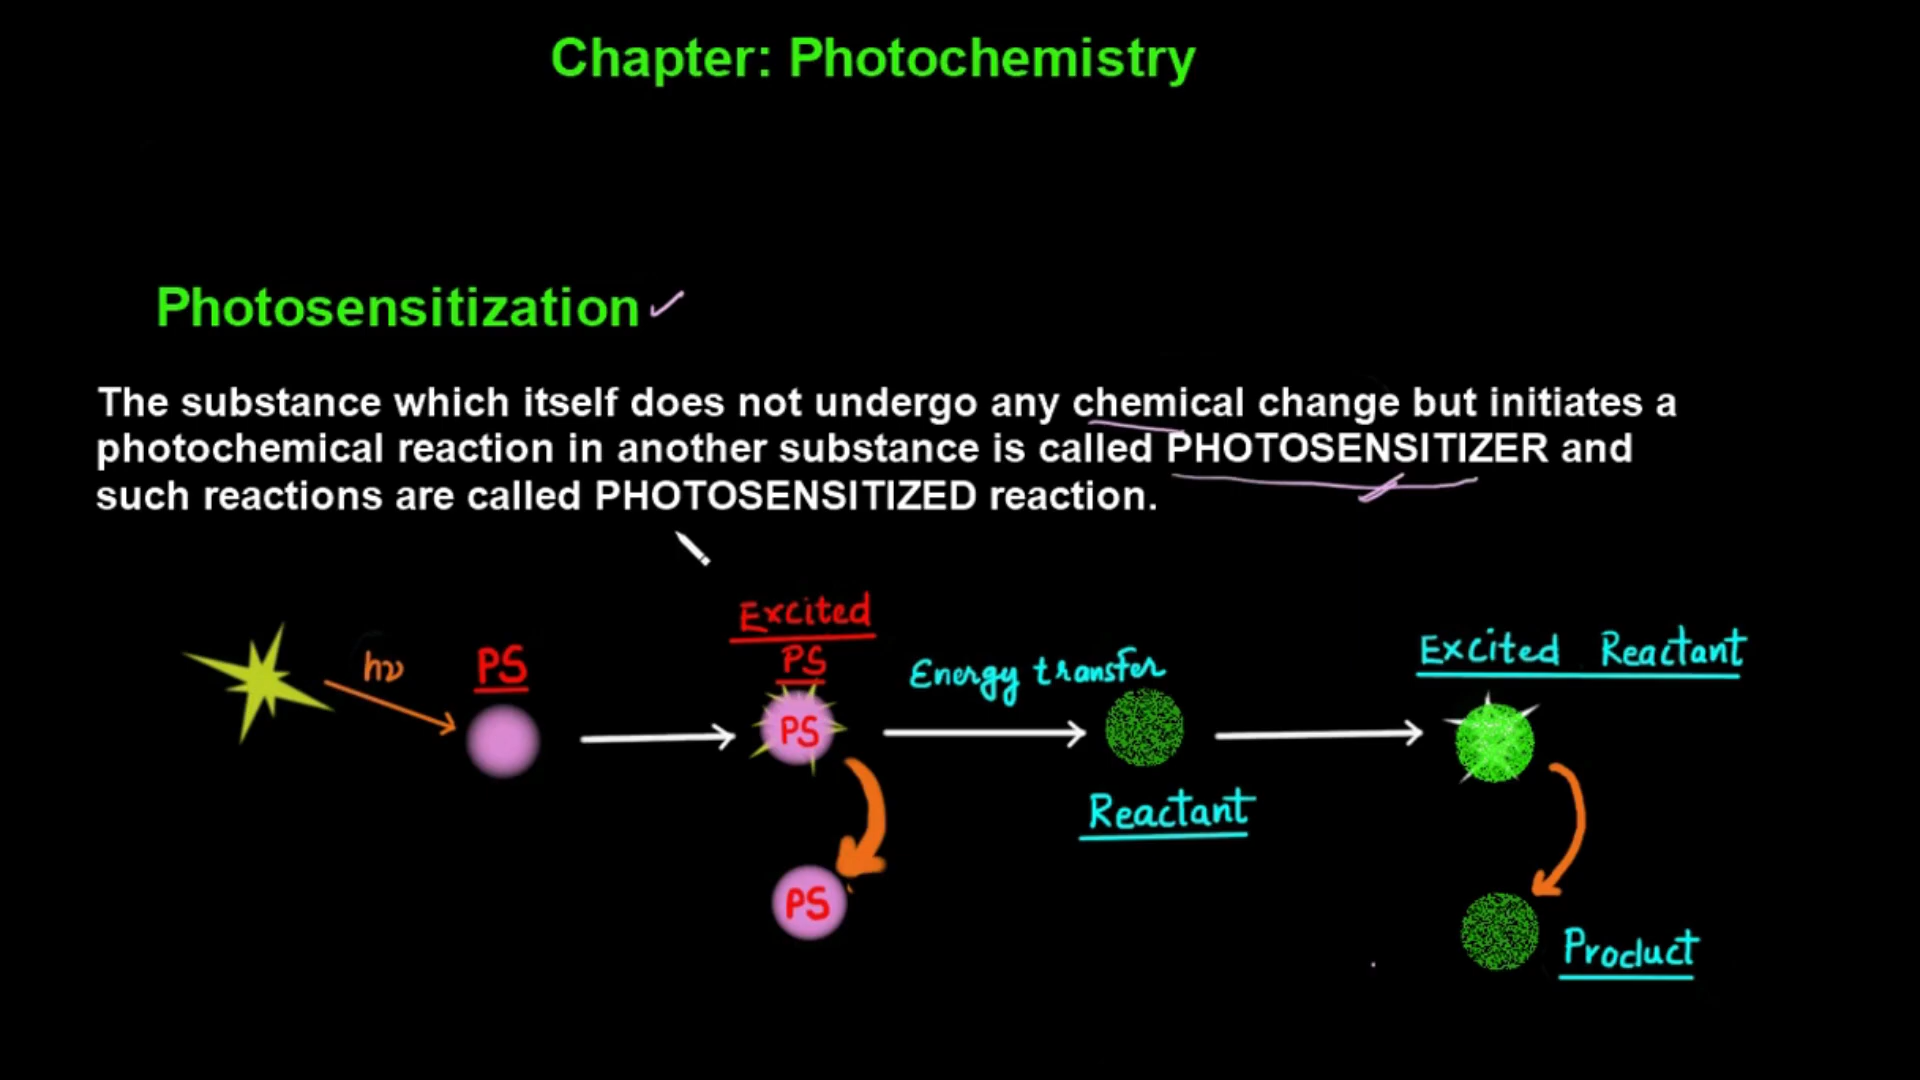 Chapter: Photochemistry
Photosensitization
The substance which itself does not undergo any chemical change but initiates a
photochemical reaction in another substance is called PHOTOSENSITIZER and
such reactions are called PHOTOSENSITIZED reaction.
hν
PS
Excited
PS
PS
Energy transfer
Excited Reactant
Reactant
PS
Product